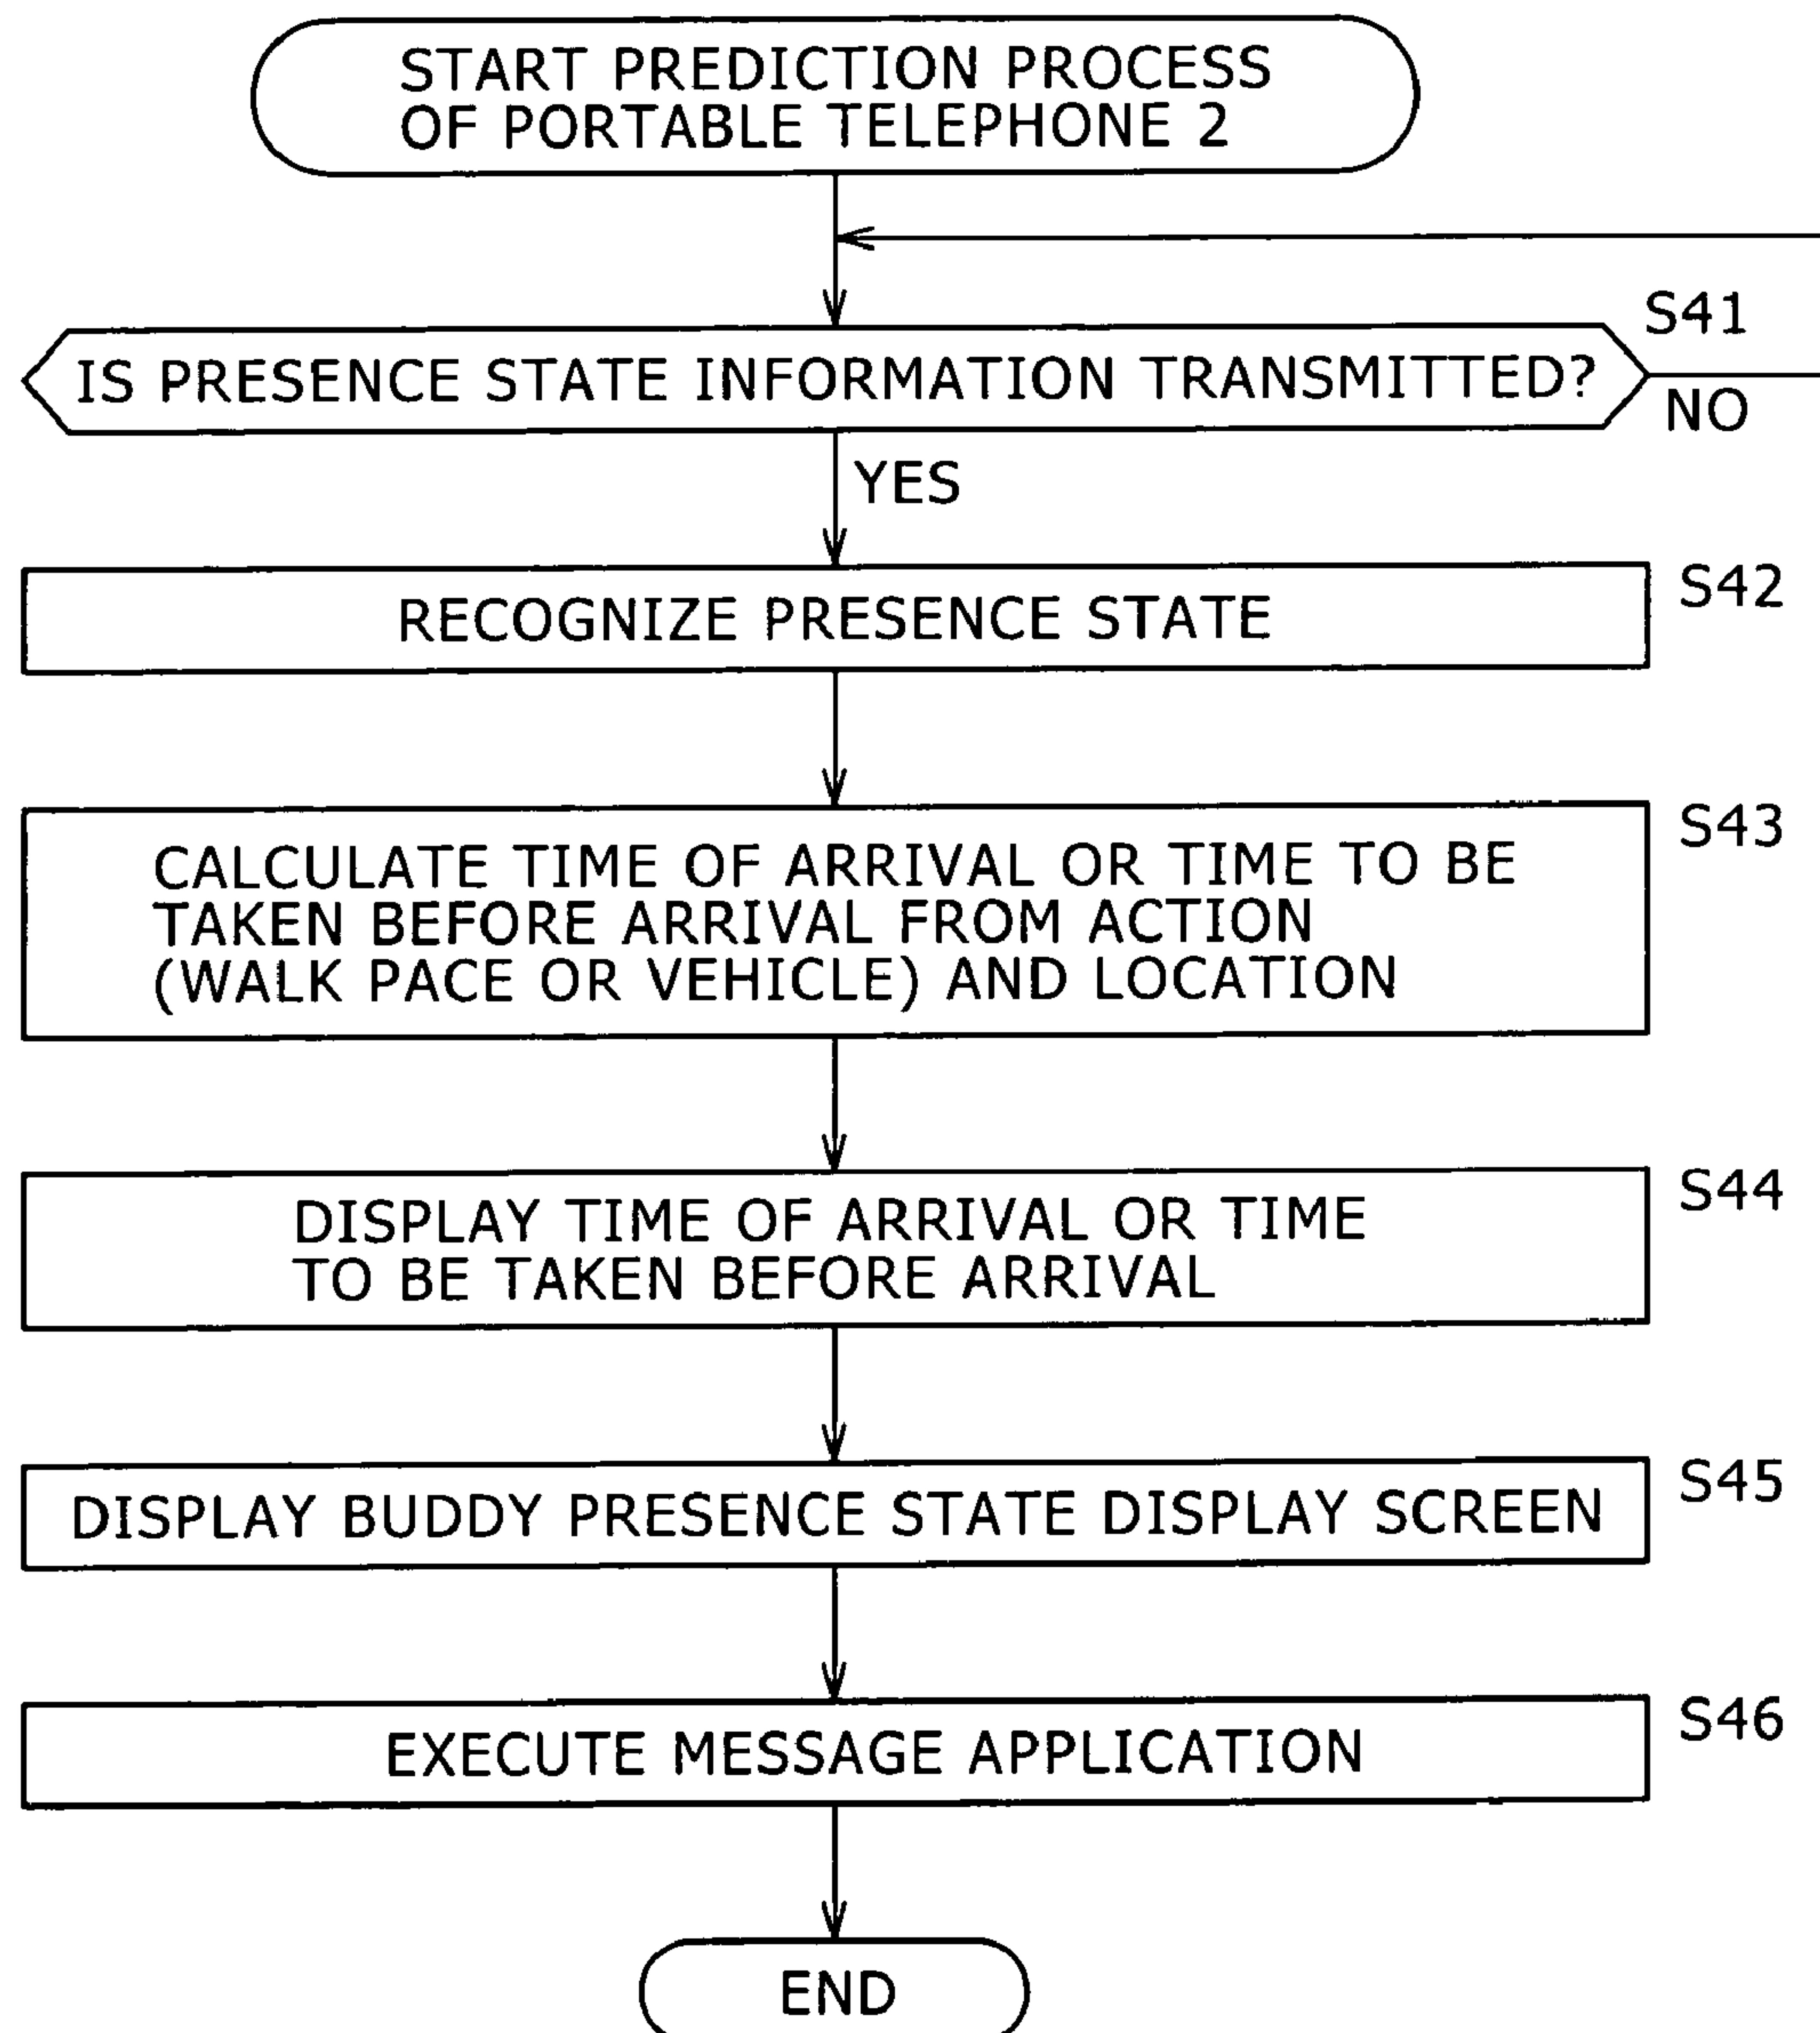 START PREDICTION PROCESS
OF PORTABLE TELEPHONE 2
S41
IS PRESENCE STATE INFORMATION TRANSMITTED?
NO
YES
S42
RECOGNIZE PRESENCE STATE
S43
CALCULATE TIME OF ARRIVAL OR TIME TO BE
TAKEN BEFORE ARRIVAL FROM ACTION
(WALK PACE OR VEHICLE) AND LOCATION
S44
DISPLAY TIME OF ARRIVAL OR TIME
TO BE TAKEN BEFORE ARRIVAL
S45
DISPLAY BUDDY PRESENCE STATE DISPLAY SCREEN
S46
EXECUTE MESSAGE APPLICATION
END